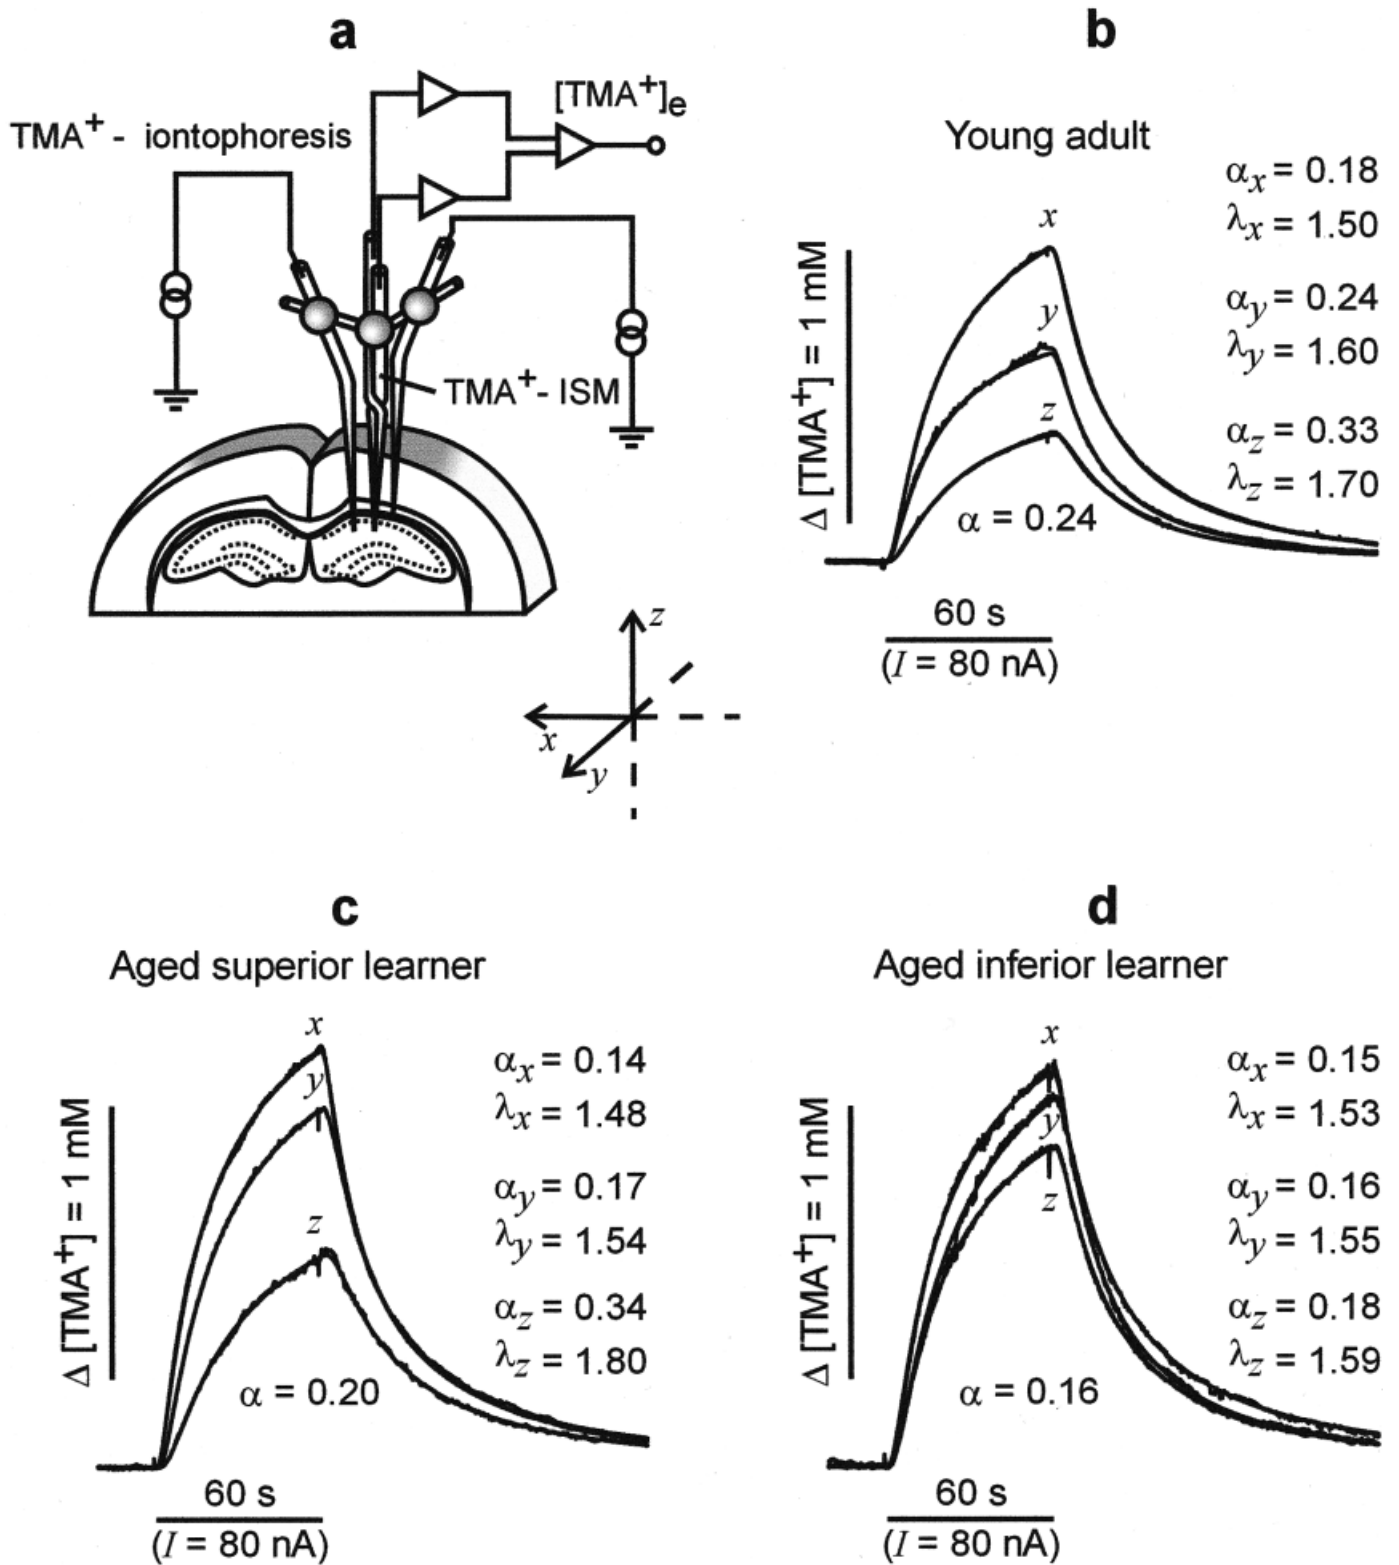 a
TMA⁺ - iontophoresis
[TMA⁺]ₑ
TMA⁺- ISM
z
x
y
b
Young adult
Δ [TMA⁺] = 1 mM
x
y
z
α = 0.24
60 s
(I = 80 nA)
αx = 0.18
λx = 1.50
αy = 0.24
λy = 1.60
αz = 0.33
λz = 1.70
c
Aged superior learner
Δ [TMA⁺] = 1 mM
x
y
z
α = 0.20
60 s
(I = 80 nA)
αx = 0.14
λx = 1.48
αy = 0.17
λy = 1.54
αz = 0.34
λz = 1.80
d
Aged inferior learner
Δ [TMA⁺] = 1 mM
x
y
z
α = 0.16
60 s
(I = 80 nA)
αx = 0.15
λx = 1.53
αy = 0.16
λy = 1.55
αz = 0.18
λz = 1.59